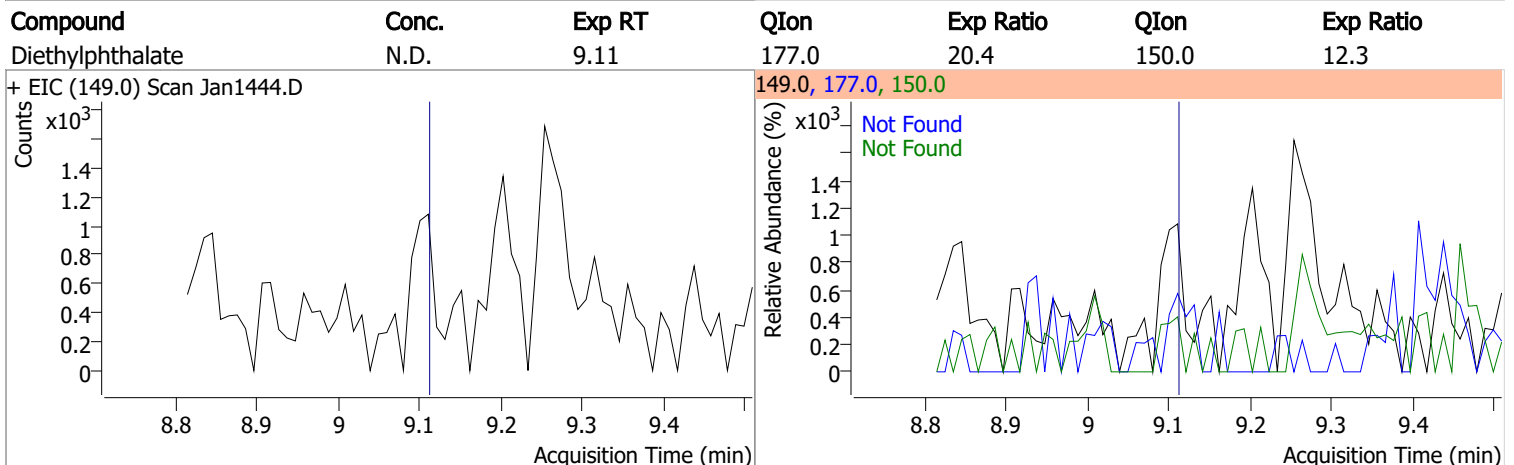 Compound Conc. Exp RT QIon Exp Ratio QIon Exp Ratio
Diethylphthalate N.D. 9.11 177.0 20.4 150.0 12.3
+ EIC (149.0) Scan Jan1444.D
Counts
x10³
1.4
1.2
1
0.8
0.6
0.4
0.2
0
8.8 8.9 9 9.1 9.2 9.3 9.4
Acquisition Time (min)
149.0, 177.0, 150.0
Relative Abundance (%)
x10³
Not Found
Not Found
1.4
1.2
1
0.8
0.6
0.4
0.2
0
8.8 8.9 9 9.1 9.2 9.3 9.4
Acquisition Time (min)